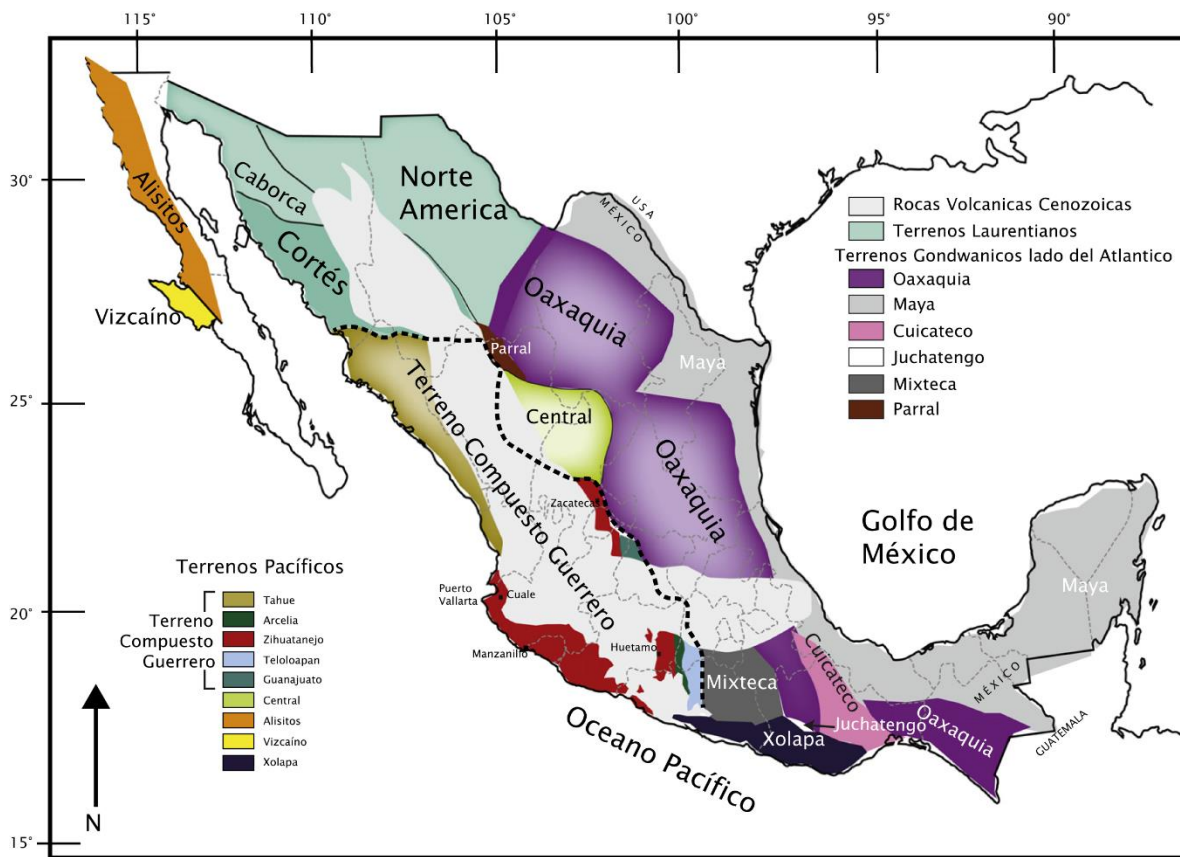 115°
110°
105°
100°
95°
90°
30°
25°
20°
15°
Alisitos
Vizcaíno
Caborca
Cortés
Norte
America
USA
MÉXICO
Oaxaquia
Parral
Maya
Central
Oaxaquia
Terreno Compuesto Guerrero
Zacatecas
Golfo de
México
Maya
Puerto
Vallarta
Cuale
Manzanillo
Huetamo
Mixteca
Cuicateco
Juchatengo
Xolapa
Oaxaquia
MÉXICO
GUATEMALA
Oceano Pacífico
Rocas Volcanicas Cenozoicas
Terrenos Laurentianos
Terrenos Gondwanicos lado del Atlantico
Oaxaquia
Maya
Cuicateco
Juchatengo
Mixteca
Parral
Terrenos Pacíficos
Terreno
Compuesto
Guerrero
Tahue
Arcelia
Zihuatanejo
Teloloapan
Guanajuato
Central
Alisitos
Vizcaíno
Xolapa
N